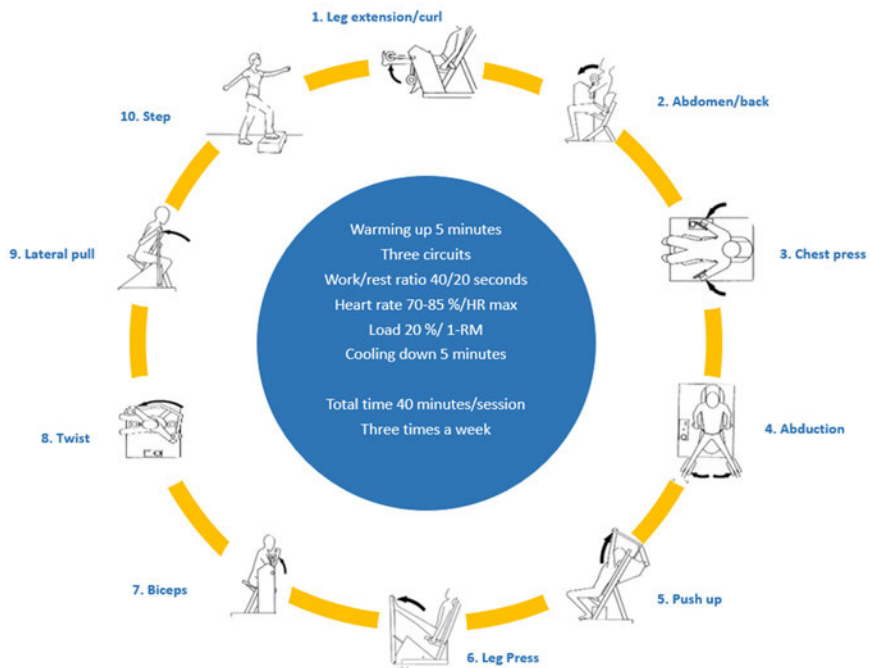 1. Leg extension/curl
2. Abdomen/back
3. Chest press
4. Abduction
5. Push up
6. Leg Press
7. Biceps
8. Twist
9. Lateral pull
10. Step
Warming up 5 minutes
Three circuits
Work/rest ratio 40/20 seconds
Heart rate 70-85 %/HR max
Load 20 %/ 1-RM
Cooling down 5 minutes
Total time 40 minutes/session
Three times a week